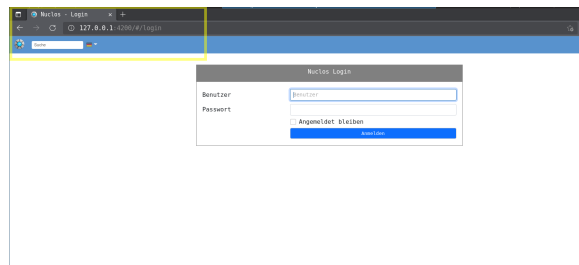 Nuclos - Login
127.0.0.1:4200/#/login
Suche
Nuclos Login
Benutzer
Benutzer
Passwort
Angemeldet bleiben
Anmelden